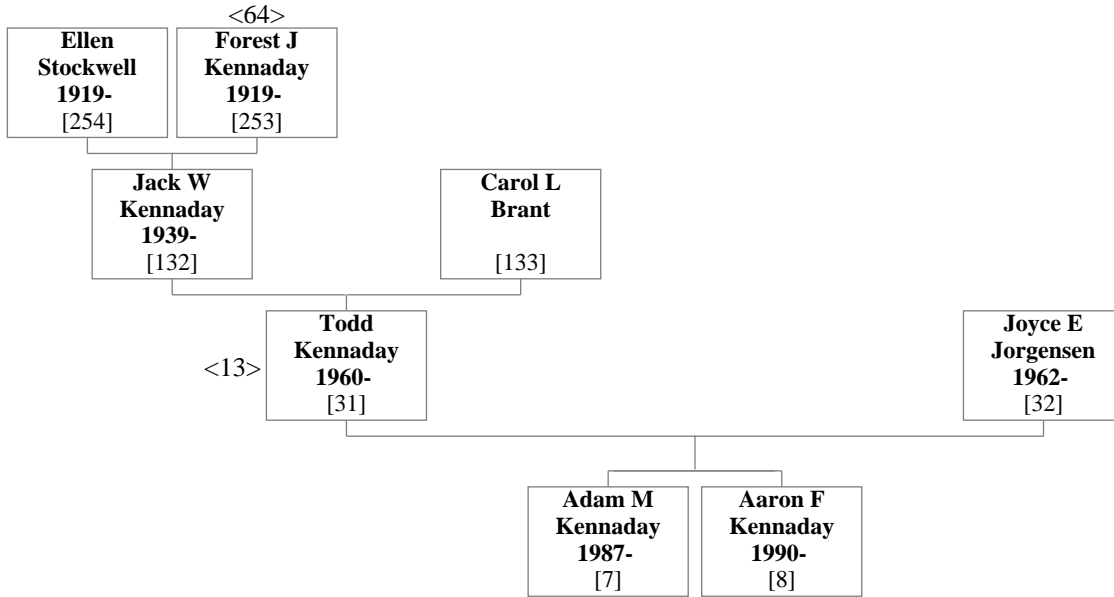 <64>
Ellen
Stockwell
1919-
[254]
Forest J
Kennaday
1919-
[253]
Jack W
Kennaday
1939-
[132]
Carol L
Brant
[133]
<13>
Todd
Kennaday
1960-
[31]
Joyce E
Jorgensen
1962-
[32]
Adam M
Kennaday
1987-
[7]
Aaron F
Kennaday
1990-
[8]